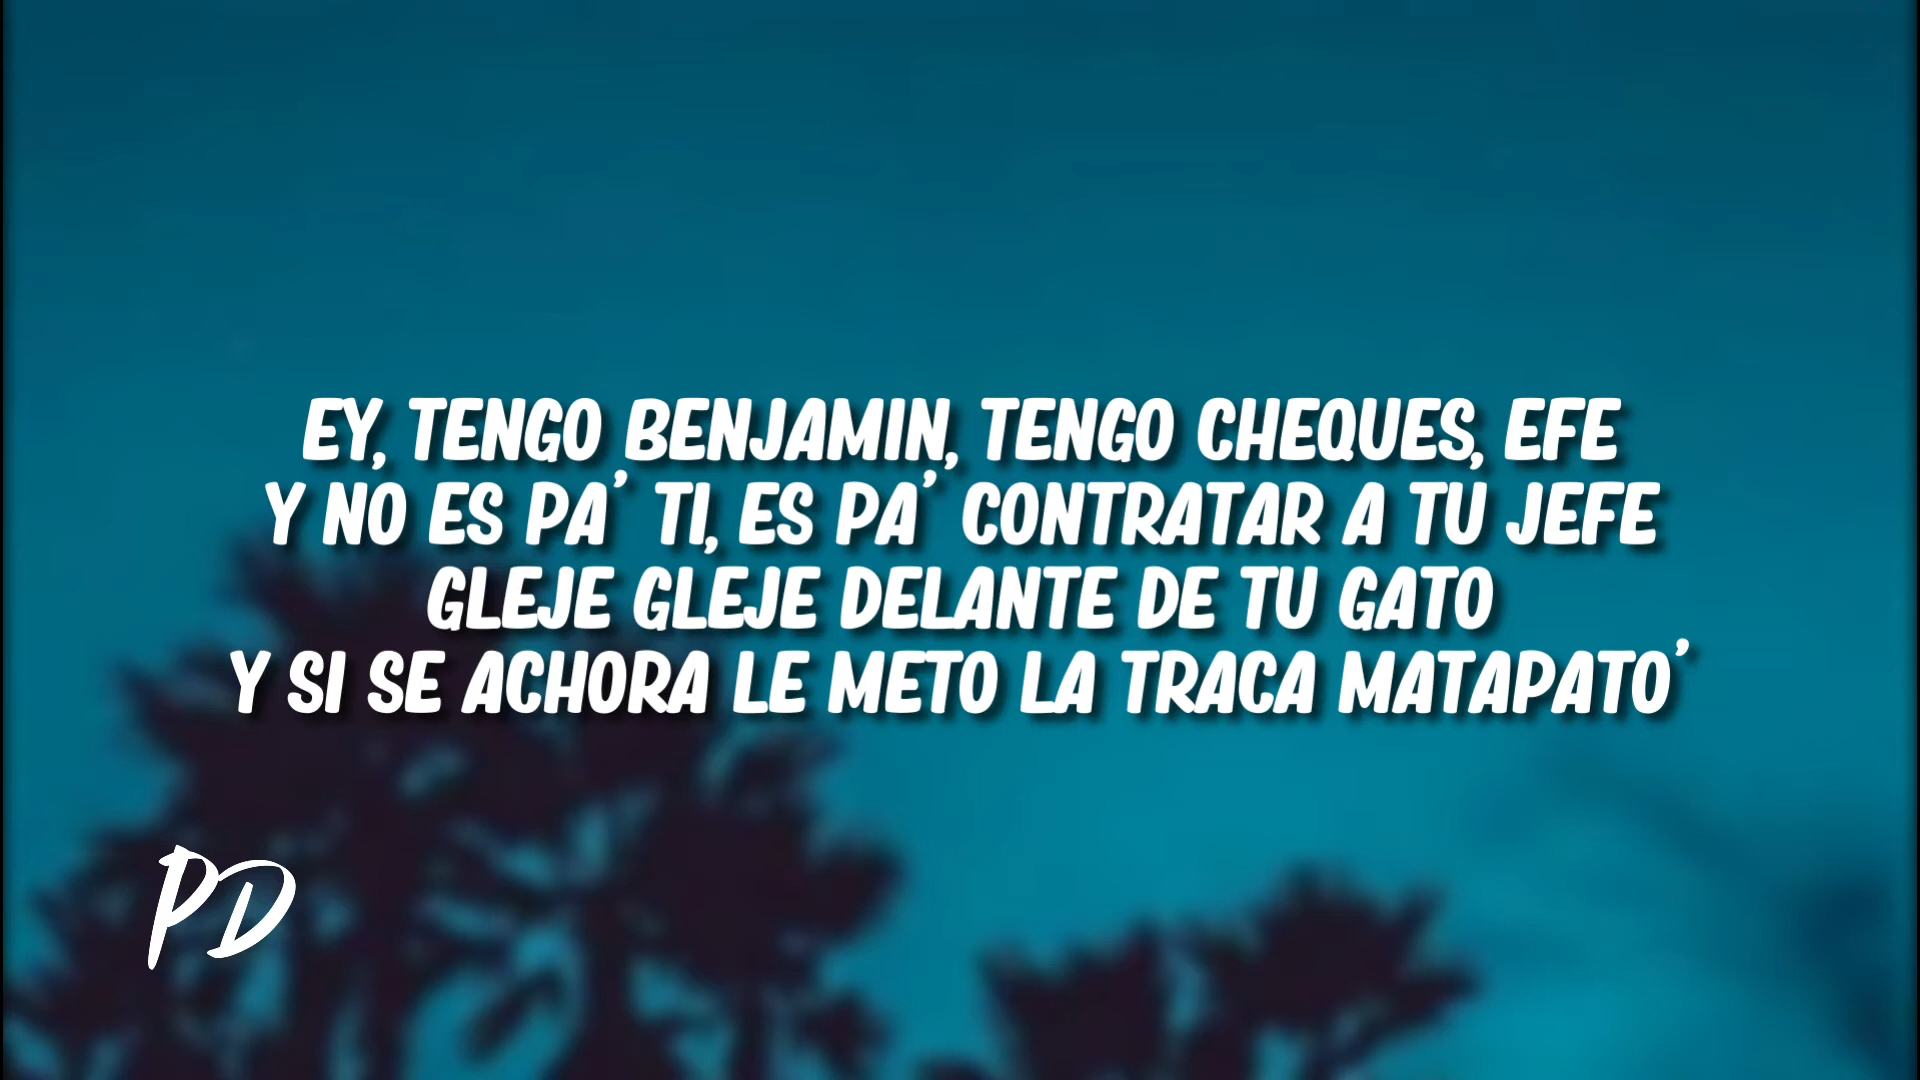 EY, TENGO BENJAMIN, TENGO CHEQUES, EFE
Y NO ES PA' TI, ES PA' CONTRATAR A TU JEFE
GLEJE GLEJE DELANTE DE TU GATO
Y SI SE ACHORA LE METO LA TRACA MATAPATO'
PD